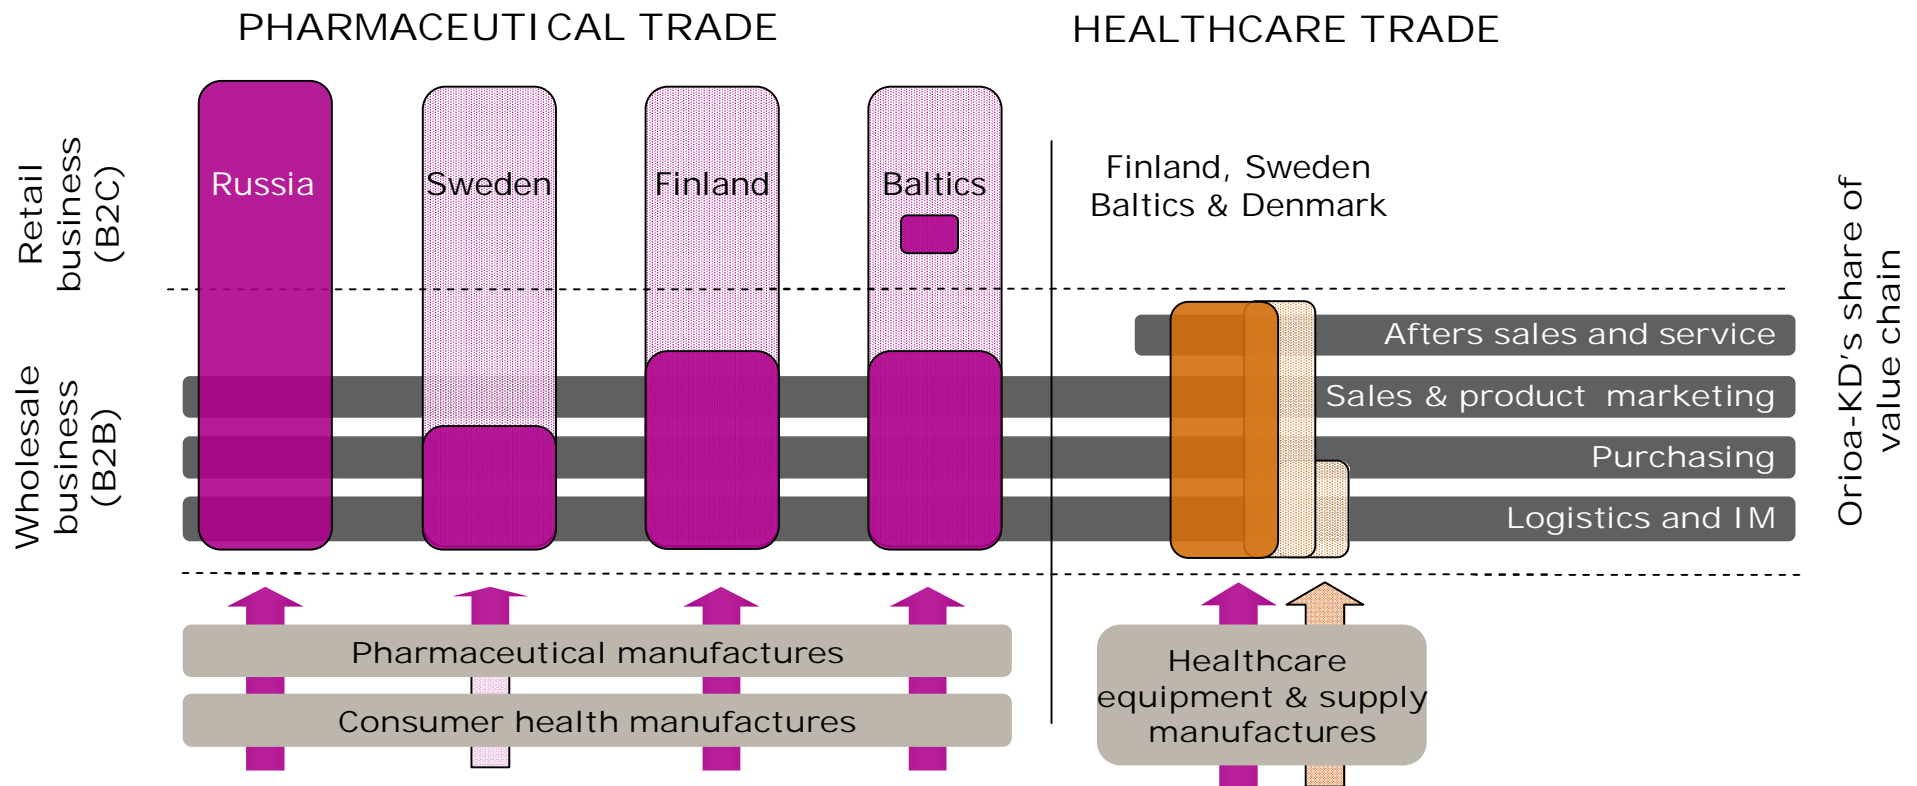 PHARMACEUTICAL TRADE
HEALTHCARE TRADE
Retail
business
(B2C)
Russia
Sweden
Finland
Baltics
Finland, Sweden
Baltics & Denmark
Orioa-KD's share of
value chain
Wholesale
business
(B2B)
Afters sales and service
Sales & product marketing
Purchasing
Logistics and IM
Pharmaceutical manufactures
Consumer health manufactures
Healthcare
equipment & supply
manufactures